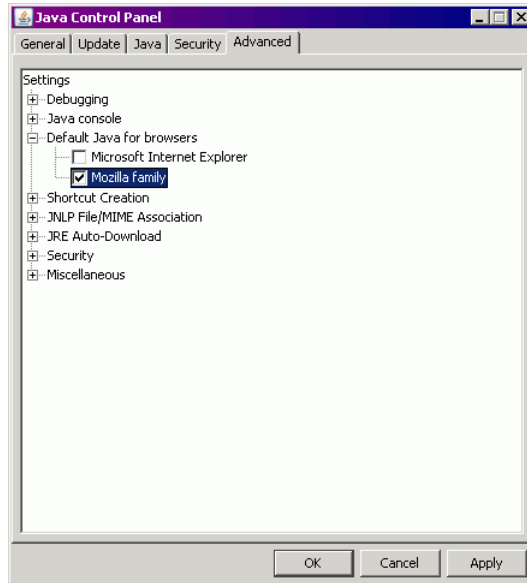 Java Control Panel
General Update Java Security Advanced
Settings
Debugging
Java console
Default Java for browsers
Microsoft Internet Explorer
Mozilla family
Shortcut Creation
JNLP File/MIME Association
JRE Auto-Download
Security
Miscellaneous
OK Cancel Apply